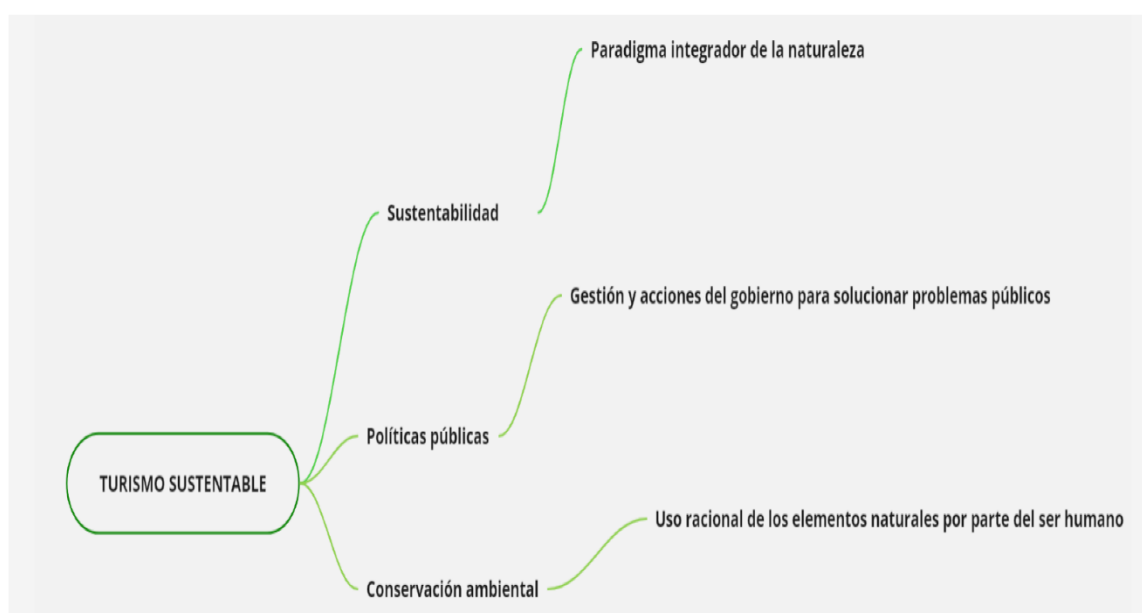 Paradigma integrador de la naturaleza
Sustentabilidad
Gestión y acciones del gobierno para solucionar problemas públicos
Políticas públicas
TURISMO SUSTENTABLE
Uso racional de los elementos naturales por parte del ser humano
Conservación ambiental